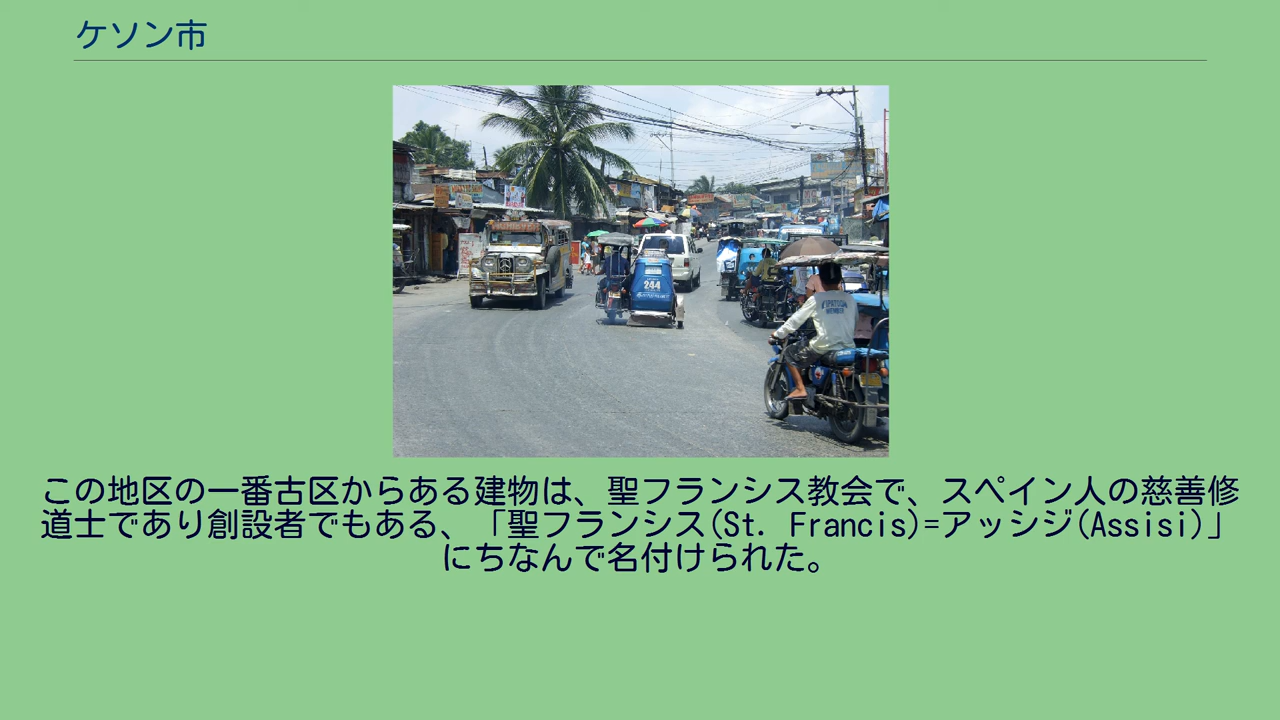 ケソン市
244
この地区の一番古区からある建物は、聖フランシス教会で、スペイン人の慈善修
道士であり創設者でもある、「聖フランシス(St. Francis)=アッシジ(Assisi)」
にちなんで名付けられた。